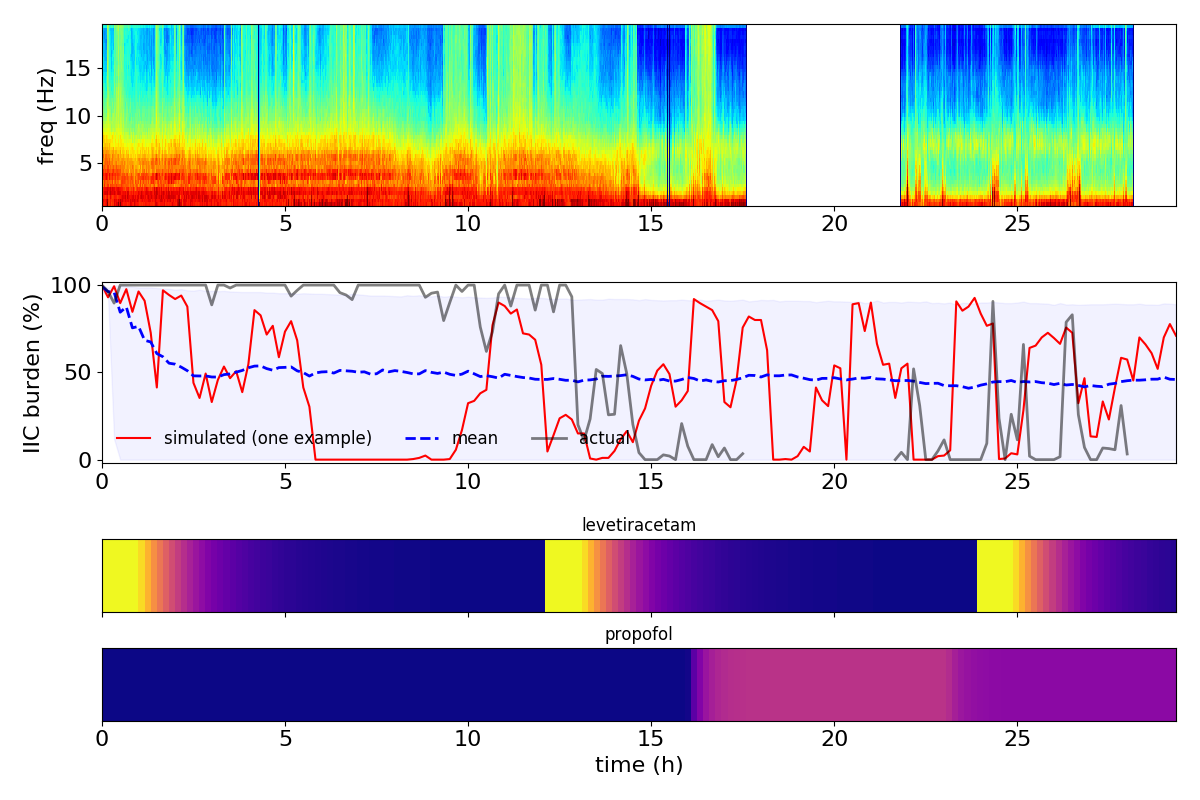 freq (Hz)
15
10
5
0 5 10 15 20 25
IIC burden (%)
100
50
0
simulated (one example) mean actual
0 5 10 15 20 25
levetiracetam
propofol
0 5 10 15 20 25
time (h)